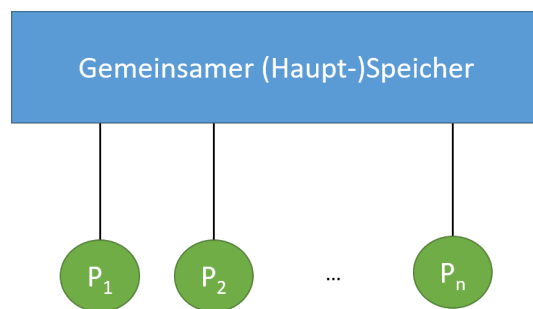 Gemeinsamer (Haupt-)Speicher
P₁ P₂ ... Pₙ